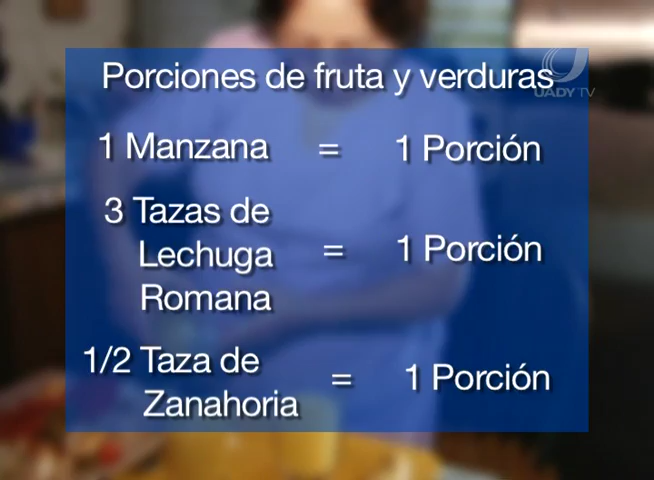 Porciones de fruta y verduras
UADY TV
1 Manzana = 1 Porción
3 Tazas de
Lechuga = 1 Porción
Romana
1/2 Taza de
Zanahoria = 1 Porción